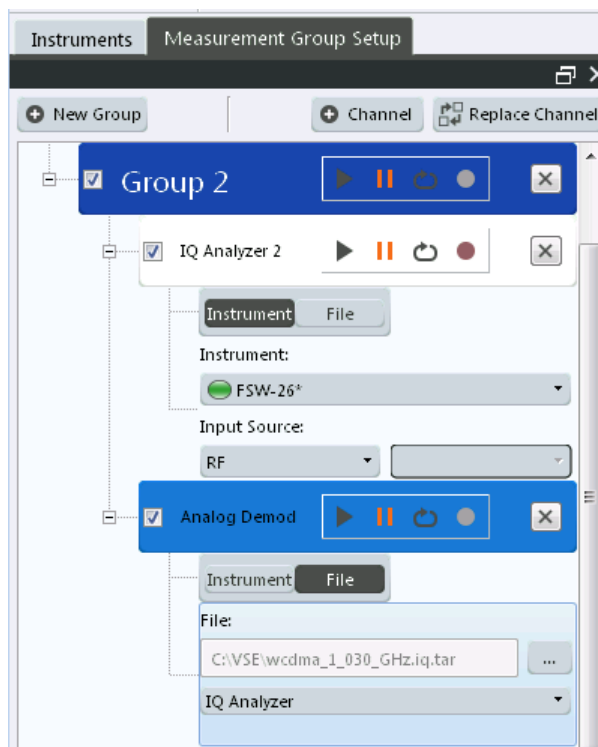 Instruments Measurement Group Setup
New Group Channel Replace Channel
Group 2
IQ Analyzer 2
Instrument File
Instrument:
FSW-26*
Input Source:
RF
Analog Demod
Instrument File
File:
C:\VSE\wcdma_1_030_GHz.iq.tar ...
IQ Analyzer